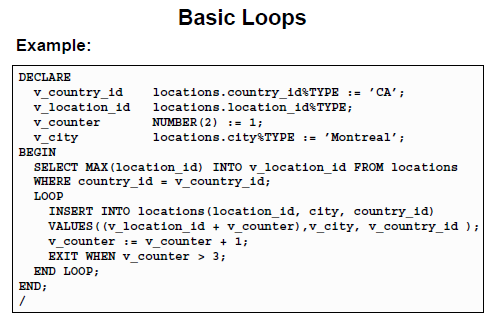 Basic Loops
Example:
DECLARE
  v_country_id    locations.country_id%TYPE := ’CA’;
  v_location_id   locations.location_id%TYPE;
  v_counter       NUMBER(2) := 1;
  v_city          locations.city%TYPE := ’Montreal’;
BEGIN
  SELECT MAX(location_id) INTO v_location_id FROM locations
  WHERE country_id = v_country_id;
  LOOP
    INSERT INTO locations(location_id, city, country_id)
    VALUES((v_location_id + v_counter),v_city, v_country_id );
    v_counter := v_counter + 1;
    EXIT WHEN v_counter > 3;
  END LOOP;
END;
/